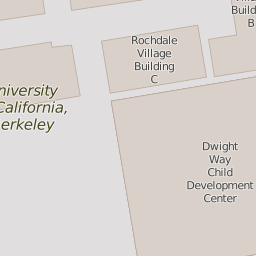 Build
B
Rochdale
Village
Building
C
niversity
California,
erkeley
Dwight
Way
Child
Development
Center